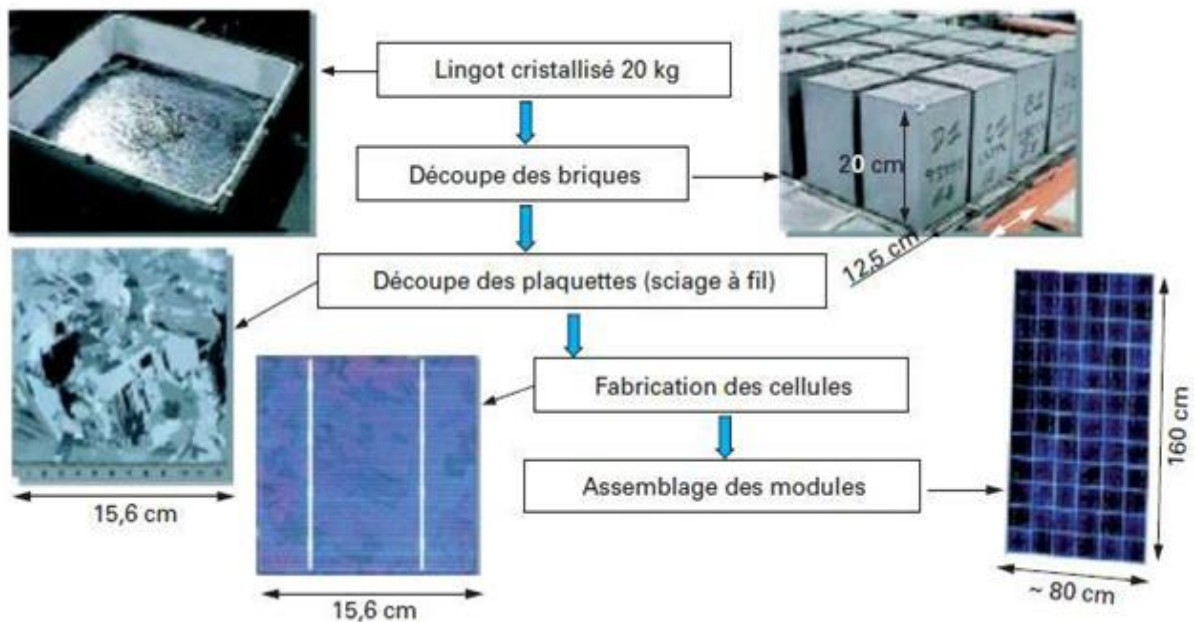 Lingot cristallisé 20 kg
Découpe des briques
20 cm
12.5 cm
Découpe des plaquettes (sciage à fil)
Fabrication des cellules
160 cm
Assemblage des modules
15,6 cm
15,6 cm
~ 80 cm